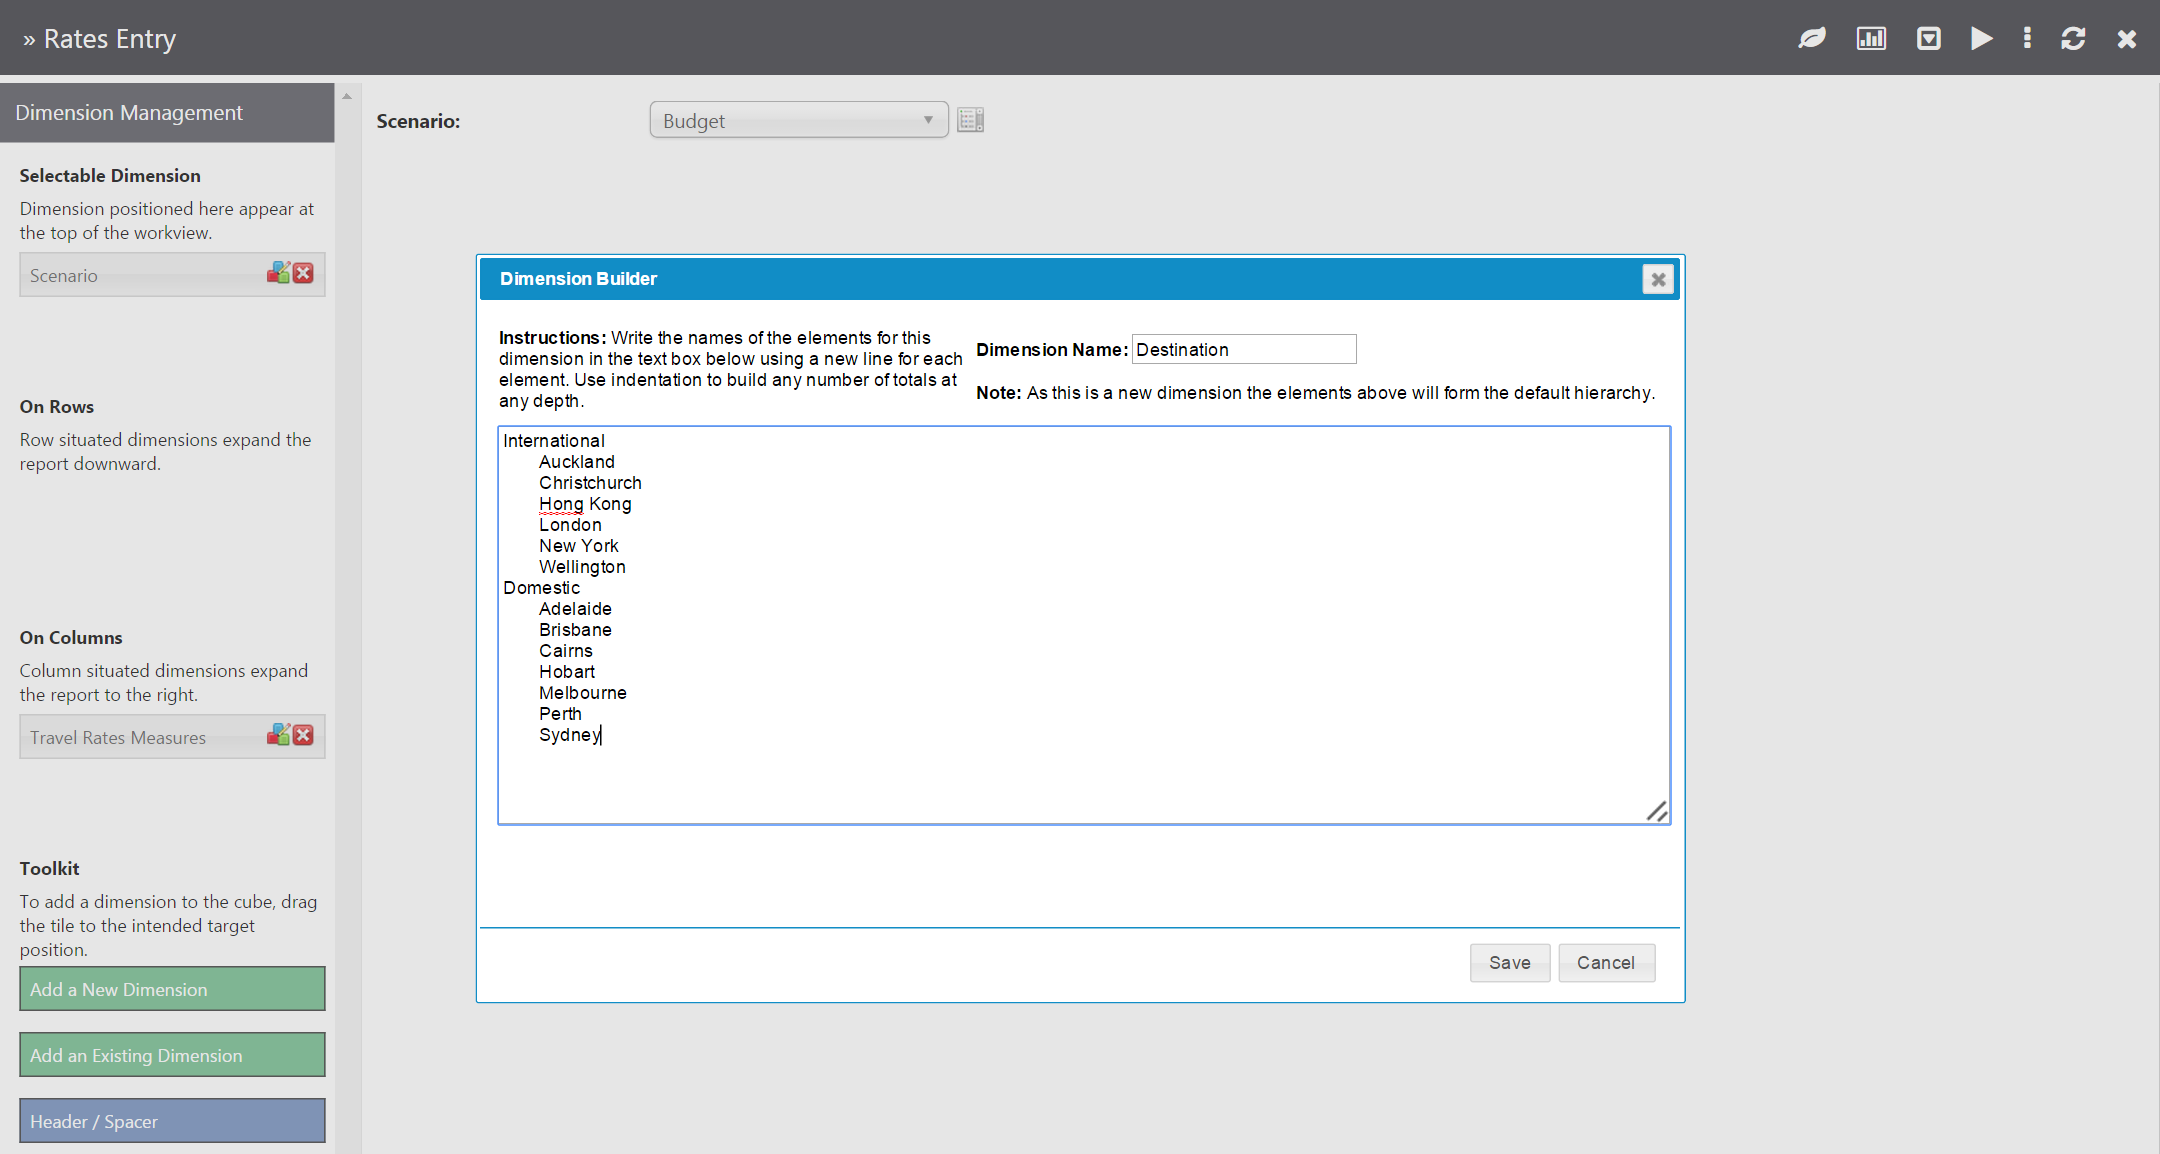 » Rates Entry
Dimension Management
Selectable Dimension
Dimension positioned here appear at
the top of the workview.
Scenario
On Rows
Row situated dimensions expand the
report downward.
On Columns
Column situated dimensions expand
the report to the right.
Travel Rates Measures
Toolkit
To add a dimension to the cube, drag
the tile to the intended target
position.
Add a New Dimension
Add an Existing Dimension
Header / Spacer
Scenario:
Budget
Dimension Builder
Instructions: Write the names of the elements for this
dimension in the text box below using a new line for each
element. Use indentation to build any number of totals at
any depth.
Dimension Name: Destination
Note: As this is a new dimension the elements above will form the default hierarchy.
International
Auckland
Christchurch
Hong Kong
London
New York
Wellington
Domestic
Adelaide
Brisbane
Cairns
Hobart
Melbourne
Perth
Sydney
Save
Cancel